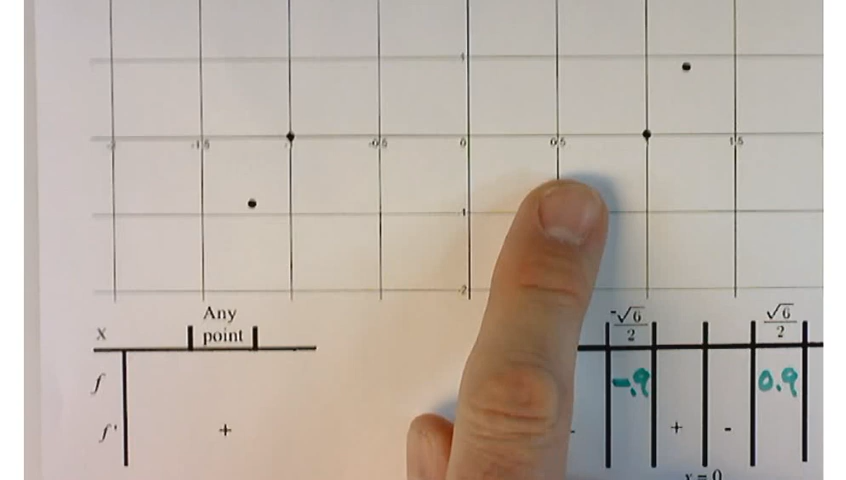 1
-1.5 -0.5 0 0.5 1.5
-1
-2
Any
point
x
f
f' +
-√6/2 √6/2
-.9 0.9
- + -
x = 0